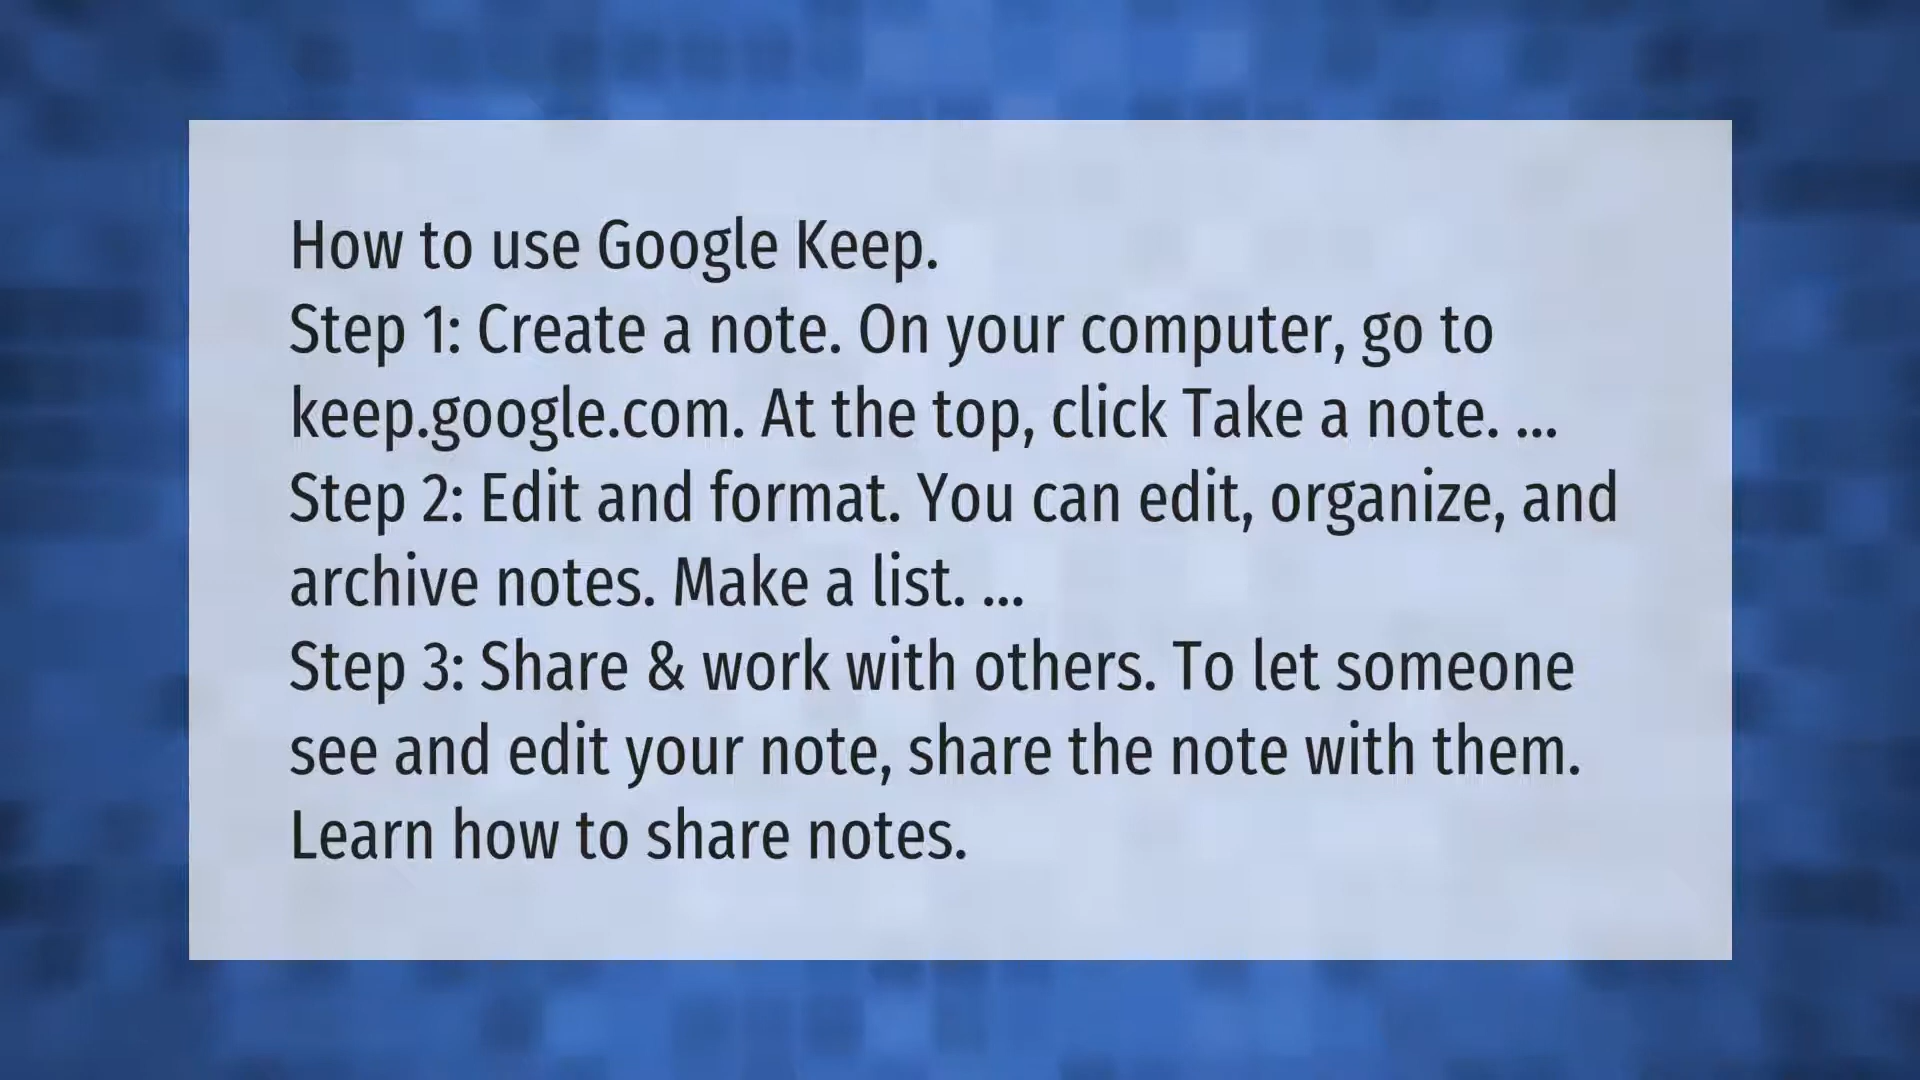 How to use Google Keep.
Step 1: Create a note. On your computer, go to
keep.google.com. At the top, click Take a note. ...
Step 2: Edit and format. You can edit, organize, and
archive notes. Make a list. ...
Step 3: Share & work with others. To let someone
see and edit your note, share the note with them.
Learn how to share notes.